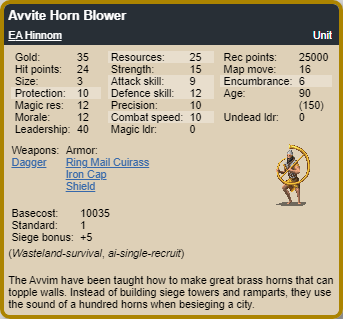 Avvite Horn Blower
EA Hinnom Unit
Gold: 35 Resources: 25 Rec points: 25000
Hit points: 24 Strength: 15 Map move: 16
Size: 3 Attack skill: 9 Encumbrance: 6
Protection: 10 Defence skill: 12 Age: 90
Magic res: 12 Precision: 10 (150)
Morale: 12 Combat speed: 10 Undead ldr: 0
Leadership: 40 Magic ldr: 0
Weapons: Armor:
Dagger Ring Mail Cuirass
Iron Cap
Shield
Basecost: 10035
Standard: 1
Siege bonus: +5
(Wasteland-survival, ai-single-recruit)
The Avvim have been taught how to make great brass horns that can
topple walls. Instead of building siege towers and ramparts, they use
the sound of a hundred horns when besieging a city.